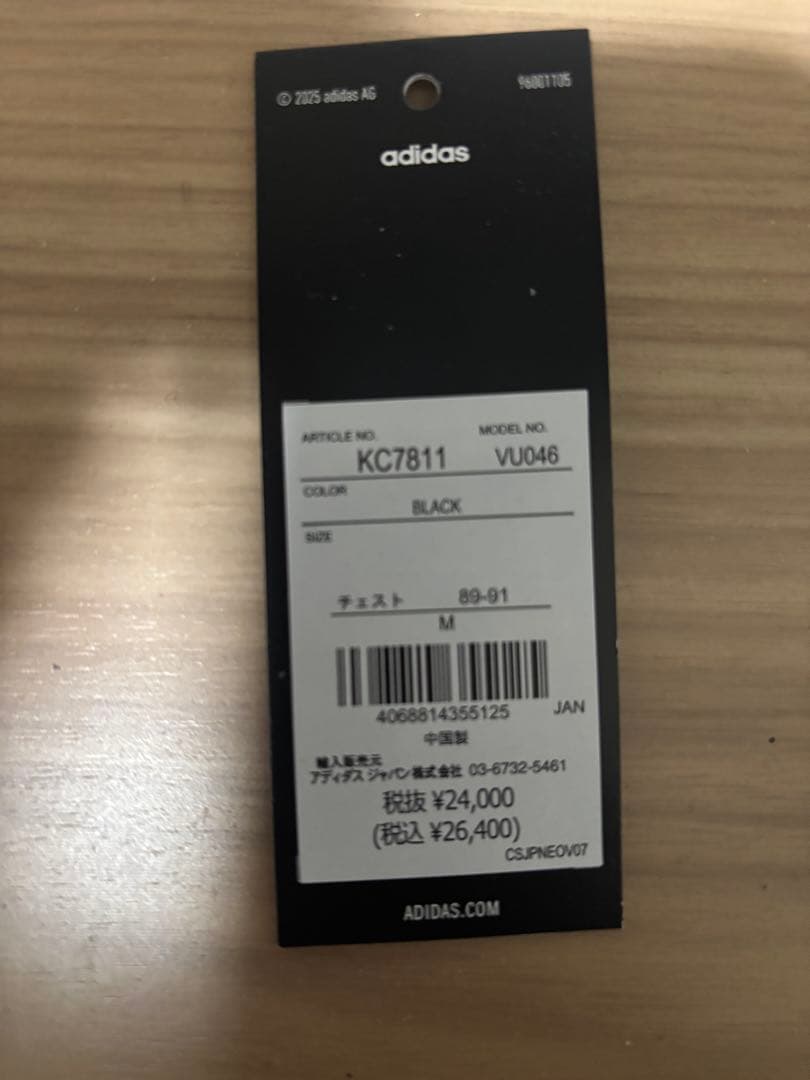 © 2025 adidas AG 96001105
adidas
ARTICLE NO. MODEL NO.
KC7811 VU046
COLOR
BLACK
SIZE
チェスト 89-91
M
4068814355125 JAN
中国製
輸入販売元
アディダス ジャパン株式会社 03-6732-5461
税抜 ¥24,000
(税込 ¥26,400)
CSJPNEOV07
ADIDAS.COM